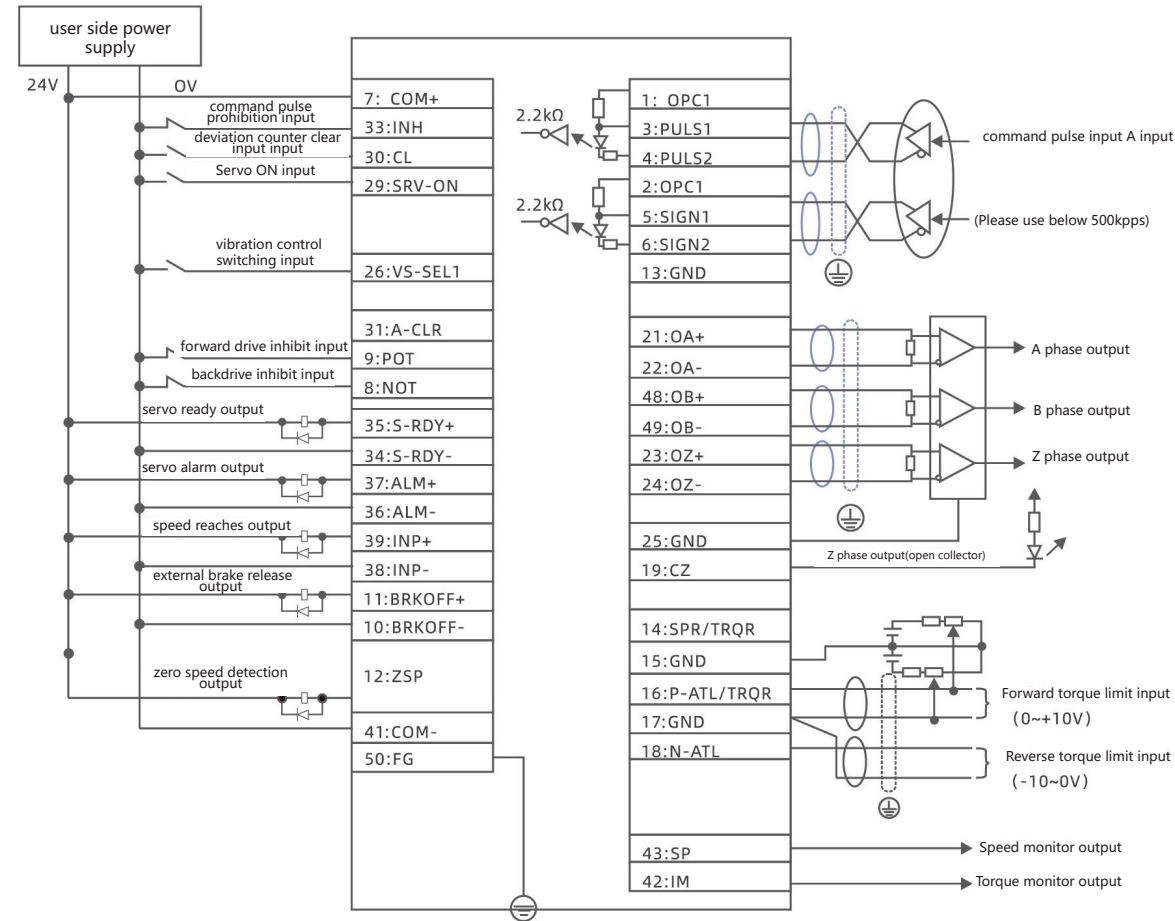 user side power
supply
24V
OV
command pulse
prohibition input
deviation counter clear
input input
Servo ON input
vibration control
switching input
forward drive inhibit input
backdrive inhibit input
servo ready output
servo alarm output
speed reaches output
external brake release
output
zero speed detection
output
7: COM+
33:INH
30:CL
29:SRV-ON
26:VS-SEL1
31:A-CLR
9:POT
8:NOT
35:S-RDY+
34:S-RDY-
37:ALM+
36:ALM-
39:INP+
38:INP-
11:BRKOFF+
10:BRKOFF-
12:ZSP
41:COM-
50:FG
2.2kΩ
2.2kΩ
1: OPC1
3:PULS1
4:PULS2
2:OPC1
5:SIGN1
6:SIGN2
13:GND
21:OA+
22:OA-
48:OB+
49:OB-
23:OZ+
24:OZ-
25:GND
19:CZ
14:SPR/TRQR
15:GND
16:P-ATL/TRQR
17:GND
18:N-ATL
43:SP
42:IM
command pulse input A input
(Please use below 500kpps)
A phase output
B phase output
Z phase output
Z phase output(open collector)
Forward torque limit input
(0~+10V)
Reverse torque limit input
(-10~0V)
Speed monitor output
Torque monitor output